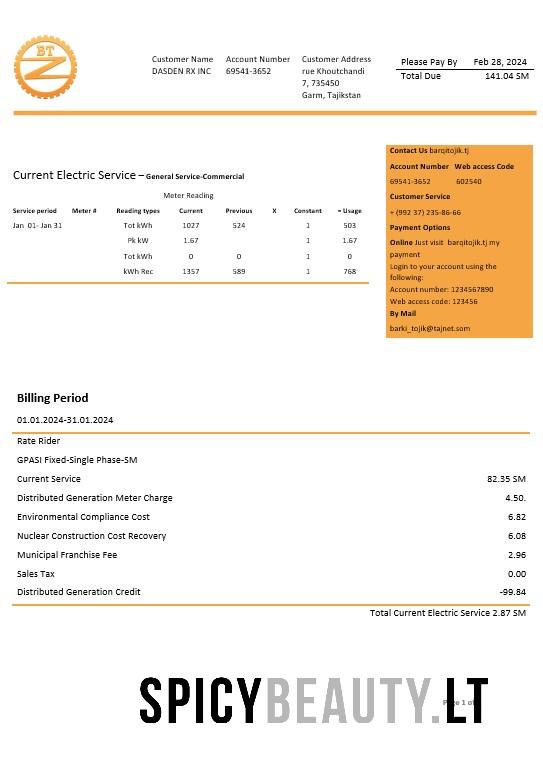 BT
Customer Name Account Number Customer Address
DASDEN RX INC 69541-3652 rue Khoutchandi
7, 735450
Garm, Tajikstan
Please Pay By Feb 28, 2024
Total Due 141.04 SM
Current Electric Service – General Service-Commercial
Meter Reading
Service period Meter # Reading types Current Previous X Constant = Usage
Jan 01- Jan 31 Tot kWh 1027 524 1 503
Pk kW 1.67 1 1.67
Tot kWh 0 0 1 0
kWh Rec 1357 589 1 768
Contact Us barqitojik.tj
Account Number Web access Code
69541-3652 602540
Customer Service
+ (992 37) 235-86-66
Payment Options
Online Just visit barqitojik.tj my
payment
Login to your account using the
following:
Account number: 1234567890
Web access code: 123456
By Mail
barki_tojik@tajnet.som
Billing Period
01.01.2024-31.01.2024
Rate Rider
GPASI Fixed-Single Phase-SM
Current Service 82.35 SM
Distributed Generation Meter Charge 4.50.
Environmental Compliance Cost 6.82
Nuclear Construction Cost Recovery 6.08
Municipal Franchise Fee 2.96
Sales Tax 0.00
Distributed Generation Credit -99.84
Total Current Electric Service 2.87 SM
SPICYBEAUTY.LT